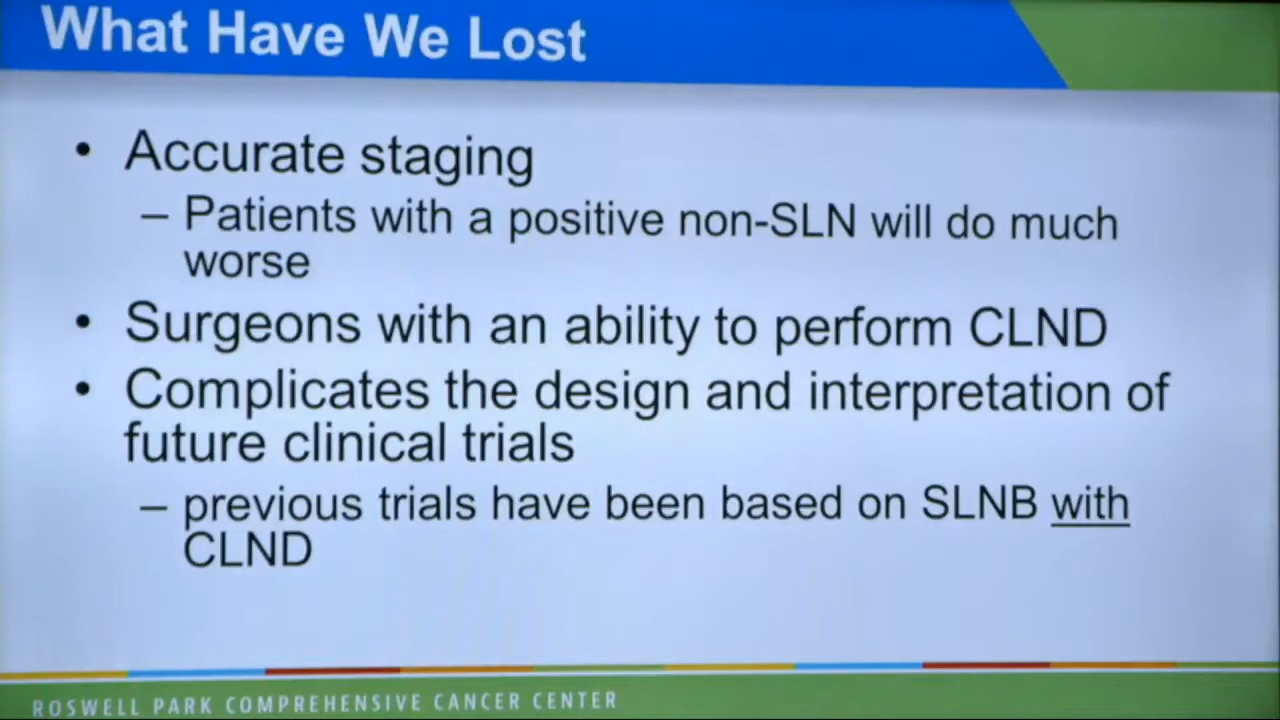 What Have We Lost
• Accurate staging
– Patients with a positive non-SLN will do much
worse
• Surgeons with an ability to perform CLND
• Complicates the design and interpretation of
future clinical trials
– previous trials have been based on SLNB with
CLND
ROSWELL PARK COMPREHENSIVE CANCER CENTER